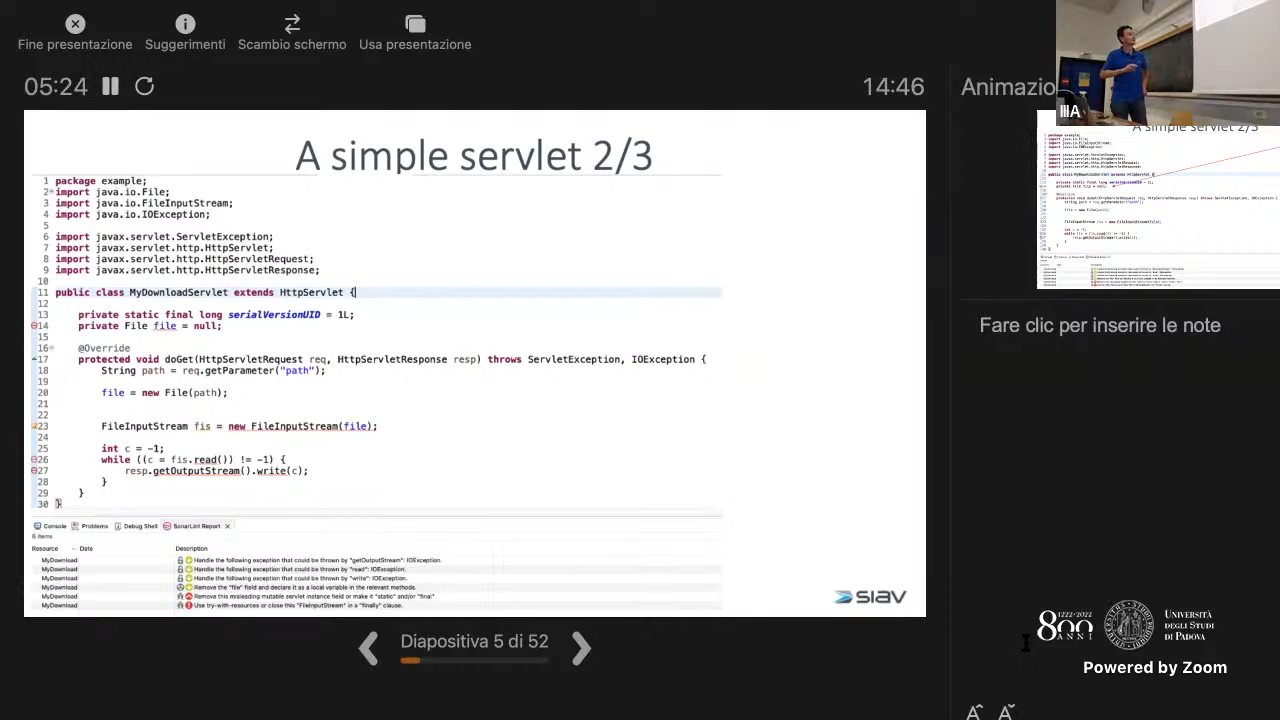 Fine presentazione
Suggerimenti
Scambio schermo
Usa presentazione
05:24
14:46
Animazio
IIIA
A simple servlet 2/3
1 package example;
2 import java.io.File;
3 import java.io.FileInputStream;
4 import java.io.IOException;
5
6 import javax.servlet.ServletException;
7 import javax.servlet.http.HttpServlet;
8 import javax.servlet.http.HttpServletRequest;
9 import javax.servlet.http.HttpServletResponse;
10
11 public class MyDownloadServlet extends HttpServlet {
12
13 private static final long serialVersionUID = 1L;
14 private File file = null;
15
16 @Override
17 protected void doGet(HttpServletRequest req, HttpServletResponse resp) throws ServletException, IOException {
18 String path = req.getParameter("path");
19
20 file = new File(path);
21
22
23 FileInputStream fis = new FileInputStream(file);
24
25 int c = -1;
26 while ((c = fis.read()) != -1) {
27 resp.getOutputStream().write(c);
28 }
29 }
30 }
Console Problems Debug Shell SonarLint Report
6 items
Resource Date Description
MyDownload Handle the following exception that could be thrown by "getOutputStream": IOException.
MyDownload Handle the following exception that could be thrown by "read": IOException.
MyDownload Handle the following exception that could be thrown by "write": IOException.
MyDownload Remove the "file" field and declare it as a local variable in the relevant methods.
MyDownload Remove this misleading mutable servlet instance field or make it "static" and/or "final"
MyDownload Use try-with-resources or close this "FileInputStream" in a "finally" clause.
SIAV
Diapositiva 5 di 52
A simple servlet 2/3
Fare clic per inserire le note
1222-2022
800
ANNI
UNIVERSITÀ
DEGLI STUDI
DI PADOVA
Powered by Zoom
A A